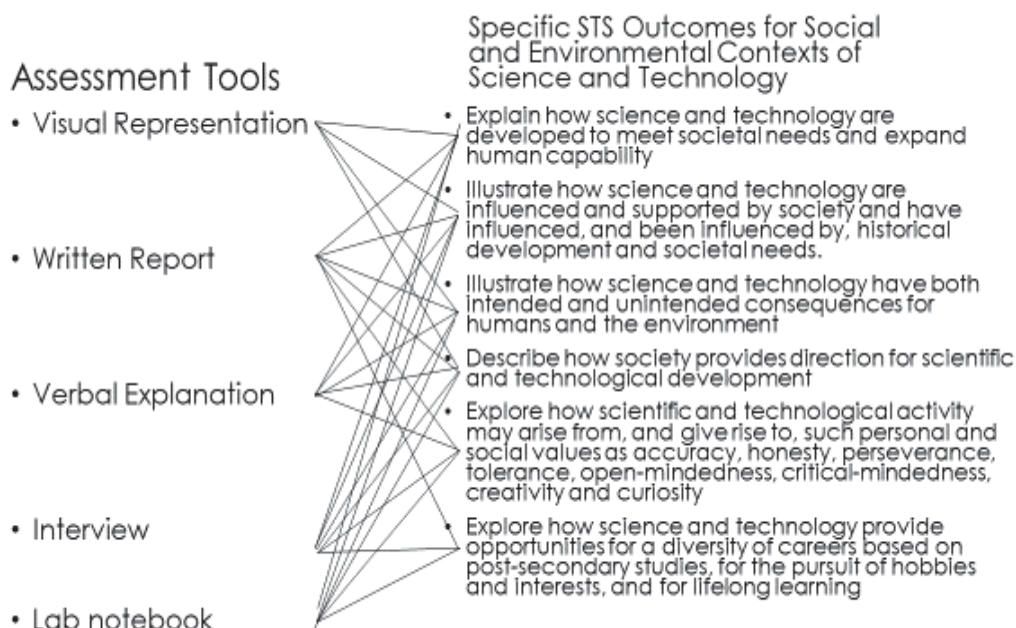 Assessment Tools
• Visual Representation
• Written Report
• Verbal Explanation
• Interview
• Lab notebook
Specific STS Outcomes for Social
and Environmental Contexts of
Science and Technology
• Explain how science and technology are
developed to meet societal needs and expand
human capability
• Illustrate how science and technology are
influenced and supported by society and have
influenced, and been influenced by, historical
development and societal needs.
• Illustrate how science and technology have both
intended and unintended consequences for
humans and the environment
• Describe how society provides direction for scientific
and technological development
• Explore how scientific and technological activity
may arise from, and give rise to, such personal and
social values as accuracy, honesty, perseverance,
tolerance, open-mindedness, critical-mindedness,
creativity and curiosity
• Explore how science and technology provide
opportunities for a diversity of careers based on
post-secondary studies, for the pursuit of hobbies
and interests, and for lifelong learning